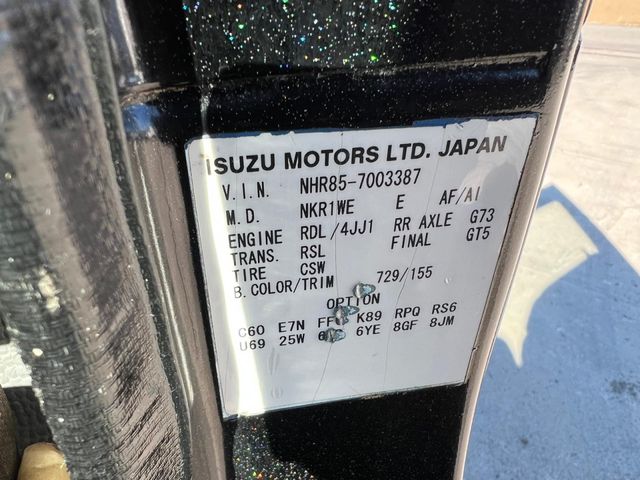 ISUZU MOTORS LTD. JAPAN
V.I.N. NHR85-7003387
M.D. NKR1WE E AF/AI
ENGINE RDL/4JJ1 RR AXLE G73
TRANS. RSL FINAL GT5
TIRE CSW
B.COLOR/TRIM 729/155
OPTION
C60 E7N K89 RPQ RS6
U69 25W 6YE 8GF 8JM